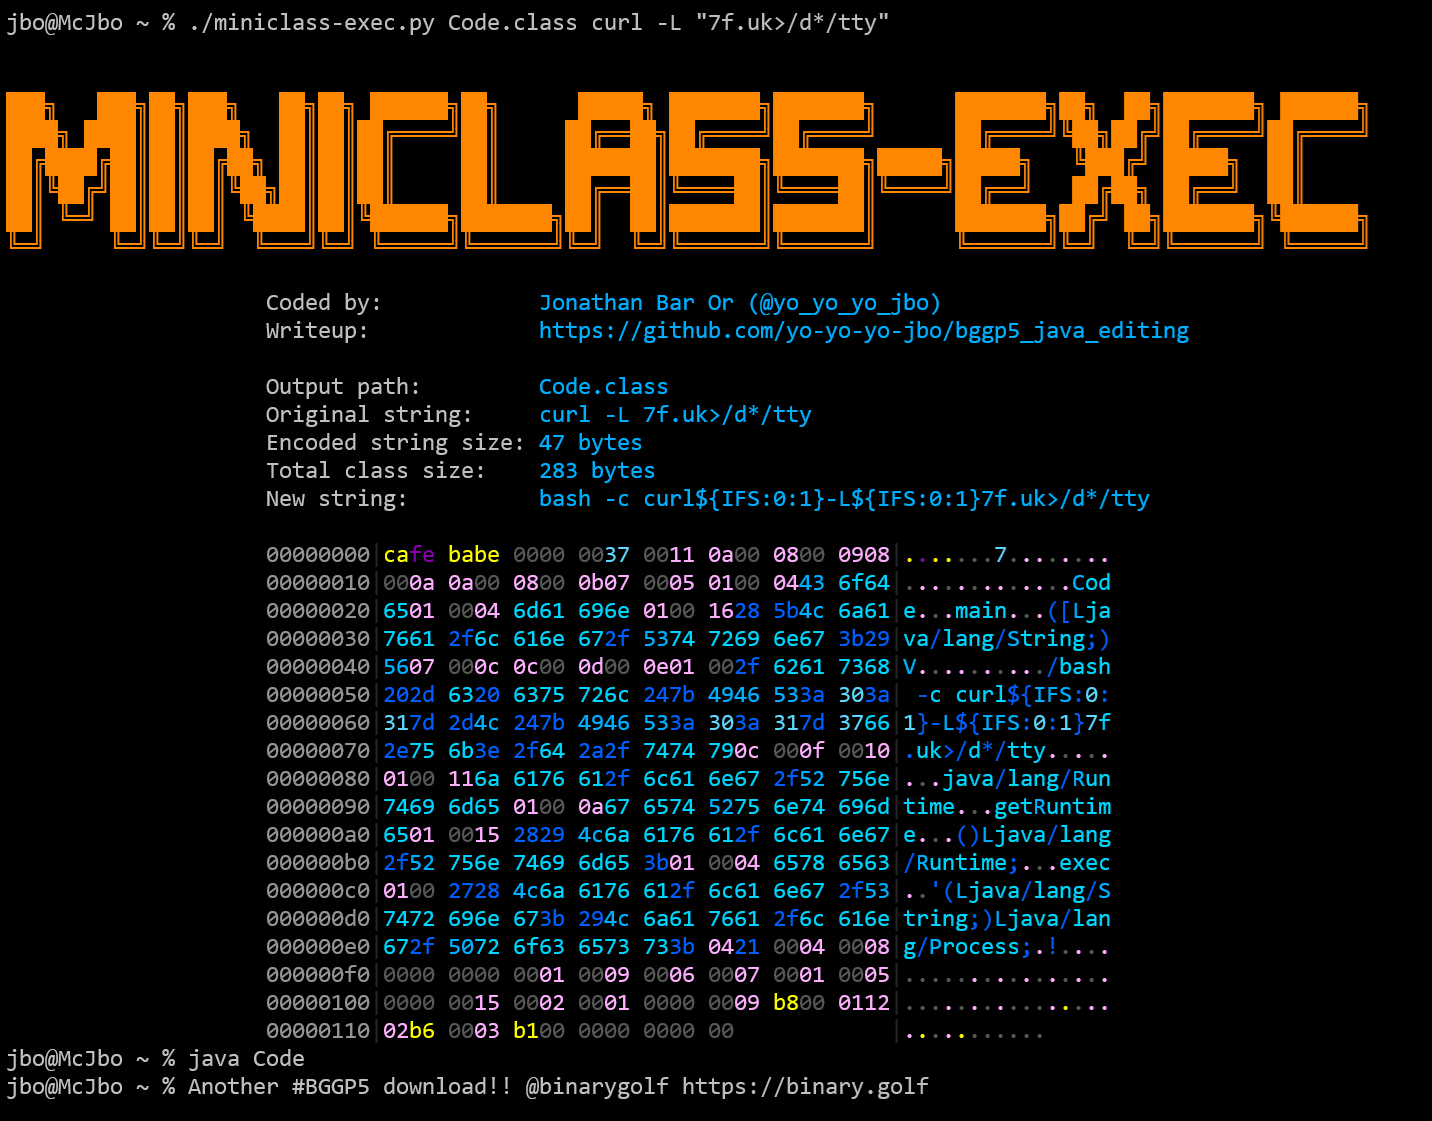 jbo@McJbo ~ % ./miniclass-exec.py Code.class curl -L "7f.uk>/d*/tty"
MINICLASS-EXEC
Coded by: Jonathan Bar Or (@yo_yo_yo_jbo)
Writeup: https://github.com/yo-yo-yo-jbo/bggp5_java_editing
Output path: Code.class
Original string: curl -L 7f.uk>/d*/tty
Encoded string size: 47 bytes
Total class size: 283 bytes
New string: bash -c curl${IFS:0:1}-L${IFS:0:1}7f.uk>/d*/tty
00000000|cafe babe 0000 0037 0011 0a00 0800 0908|.......7........
00000010|000a 0a00 0800 0b07 0005 0100 0443 6f64|.............Cod
00000020|6501 0004 6d61 696e 0100 1628 5b4c 6a61|e...main...([Lja
00000030|7661 2f6c 616e 672f 5374 7269 6e67 3b29|va/lang/String;)
00000040|5607 000c 0c00 0d00 0e01 002f 6261 7368|V........../bash
00000050|202d 6320 6375 726c 247b 4946 533a 303a| -c curl${IFS:0:
00000060|317d 2d4c 247b 4946 533a 303a 317d 3766|1}-L${IFS:0:1}7f
00000070|2e75 6b3e 2f64 2a2f 7474 790c 000f 0010|.uk>/d*/tty.....
00000080|0100 116a 6176 612f 6c61 6e67 2f52 756e|...java/lang/Run
00000090|7469 6d65 0100 0a67 6574 5275 6e74 696d|time...getRuntim
000000a0|6501 0015 2829 4c6a 6176 612f 6c61 6e67|e...()Ljava/lang
000000b0|2f52 756e 7469 6d65 3b01 0004 6578 6563|/Runtime;...exec
000000c0|0100 2728 4c6a 6176 612f 6c61 6e67 2f53|..'(Ljava/lang/S
000000d0|7472 696e 673b 294c 6a61 7661 2f6c 616e|tring;)Ljava/lan
000000e0|672f 5072 6f63 6573 733b 0421 0004 0008|g/Process;.!....
000000f0|0000 0000 0001 0009 0006 0007 0001 0005|................
00000100|0000 0015 0002 0001 0000 0009 b800 0112|................
00000110|02b6 0003 b100 0000 0000 00|...........
jbo@McJbo ~ % java Code
jbo@McJbo ~ % Another #BGGP5 download!! @binarygolf https://binary.golf